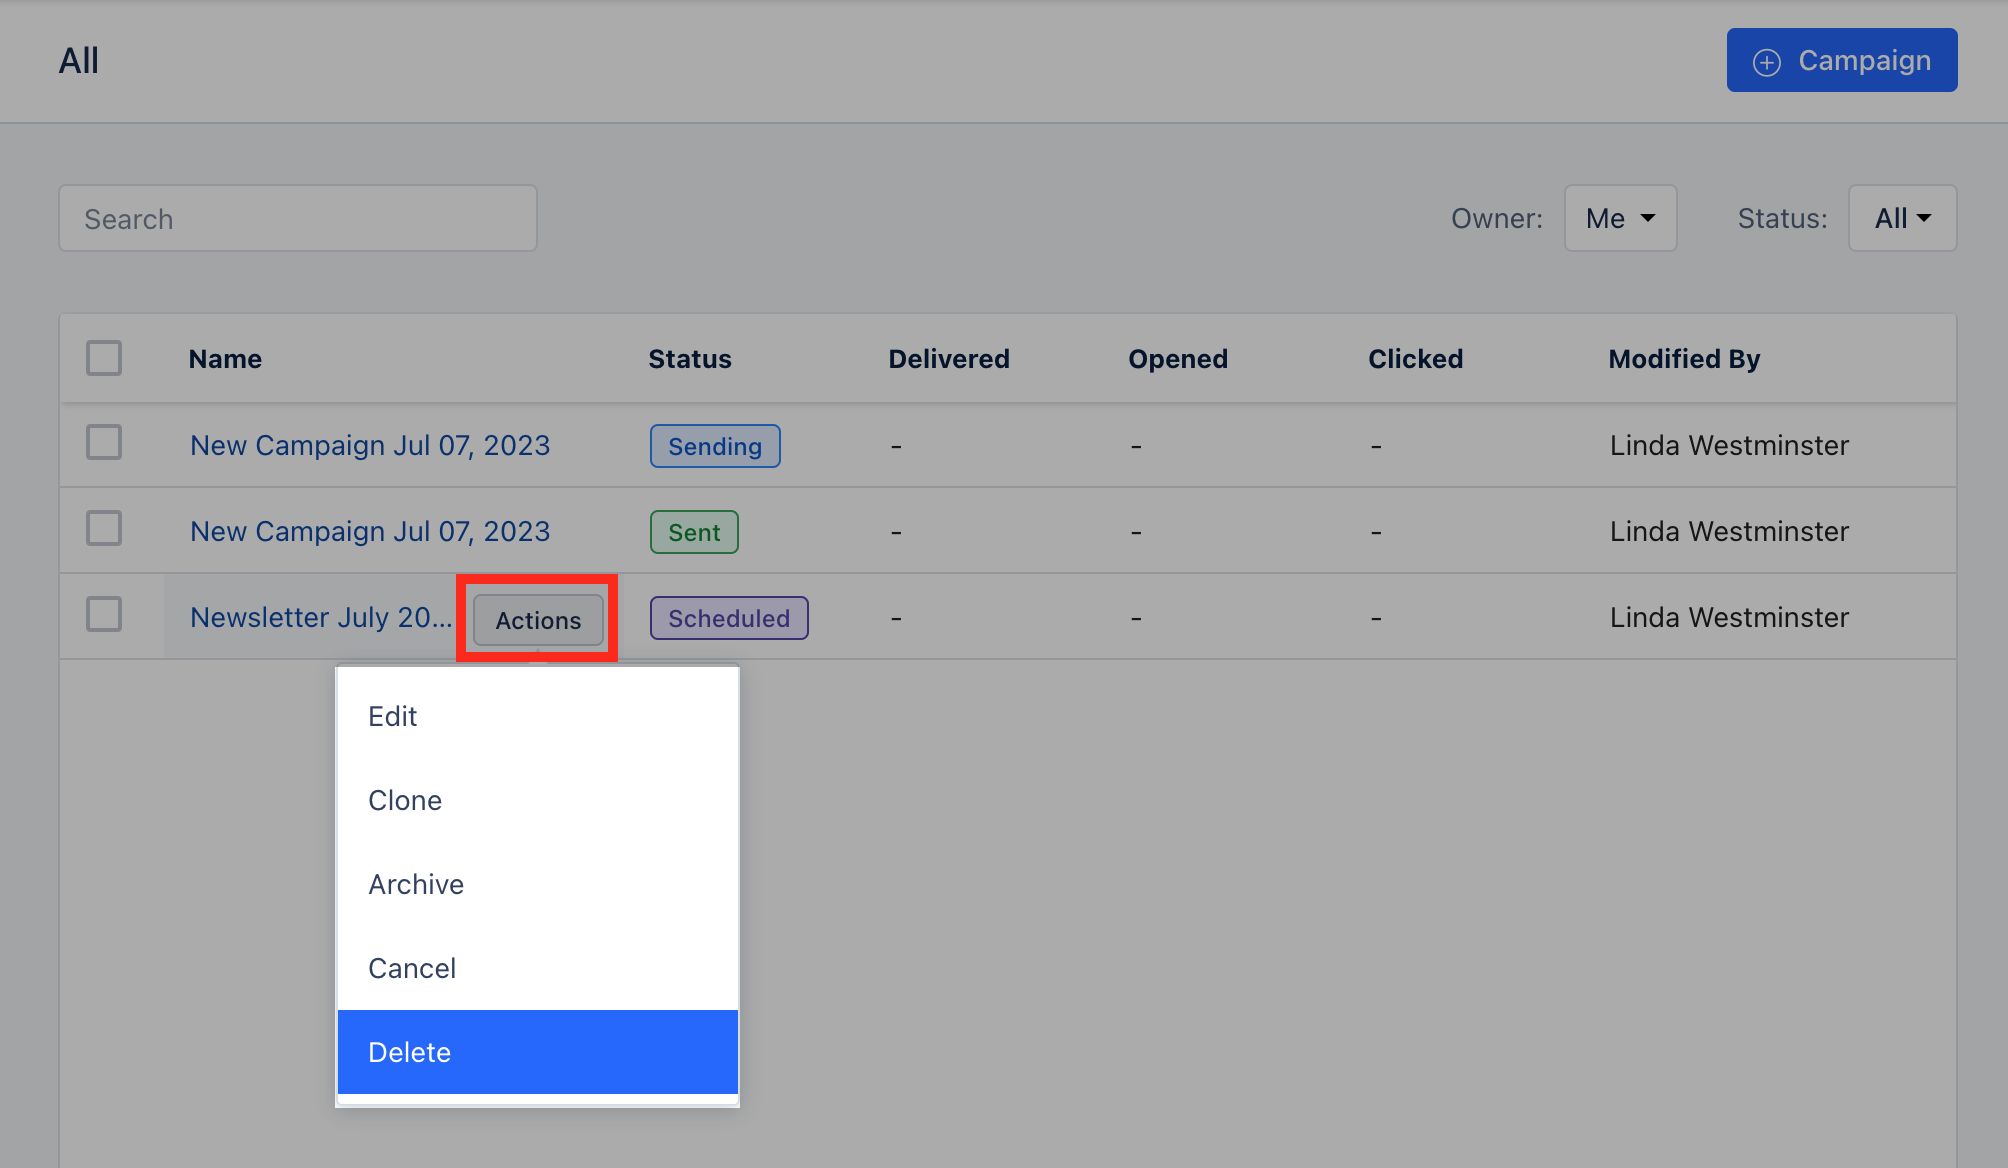 All
Campaign
Search
Owner: Me Status: All
Name Status Delivered Opened Clicked Modified By
New Campaign Jul 07, 2023 Sending - - - Linda Westminster
New Campaign Jul 07, 2023 Sent - - - Linda Westminster
Newsletter July 20... Actions Scheduled - - - Linda Westminster
Edit
Clone
Archive
Cancel
Delete